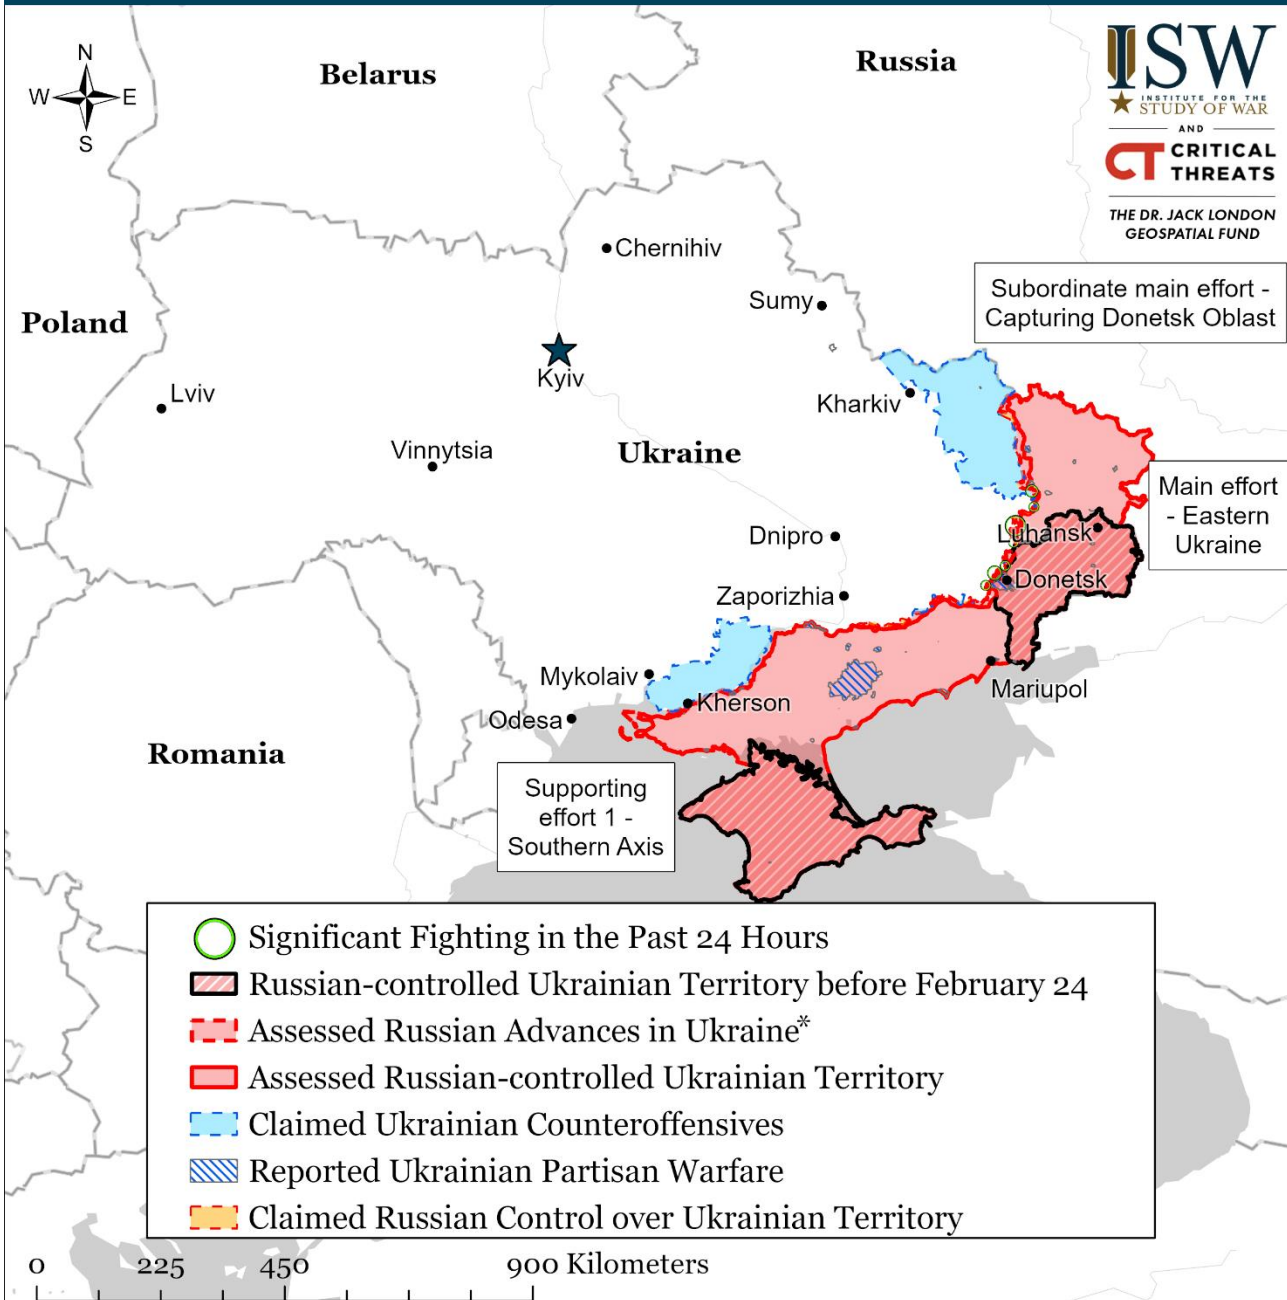 N
W
E
S
Belarus
Russia
ISW
INSTITUTE FOR THE
STUDY OF WAR
AND
CT CRITICAL
THREATS
THE DR. JACK LONDON
GEOSPATIAL FUND
Chernihiv
Sumy
Subordinate main effort -
Capturing Donetsk Oblast
Poland
Kyiv
Lviv
Kharkiv
Vinnytsia
Ukraine
Main effort
- Eastern
Ukraine
Dnipro
Luhansk
Donetsk
Zaporizhia
Mykolaiv
Mariupol
Kherson
Odesa
Romania
Supporting
effort 1 -
Southern Axis
Significant Fighting in the Past 24 Hours
Russian-controlled Ukrainian Territory before February 24
Assessed Russian Advances in Ukraine*
Assessed Russian-controlled Ukrainian Territory
Claimed Ukrainian Counteroffensives
Reported Ukrainian Partisan Warfare
Claimed Russian Control over Ukrainian Territory
0 225 450 900 Kilometers